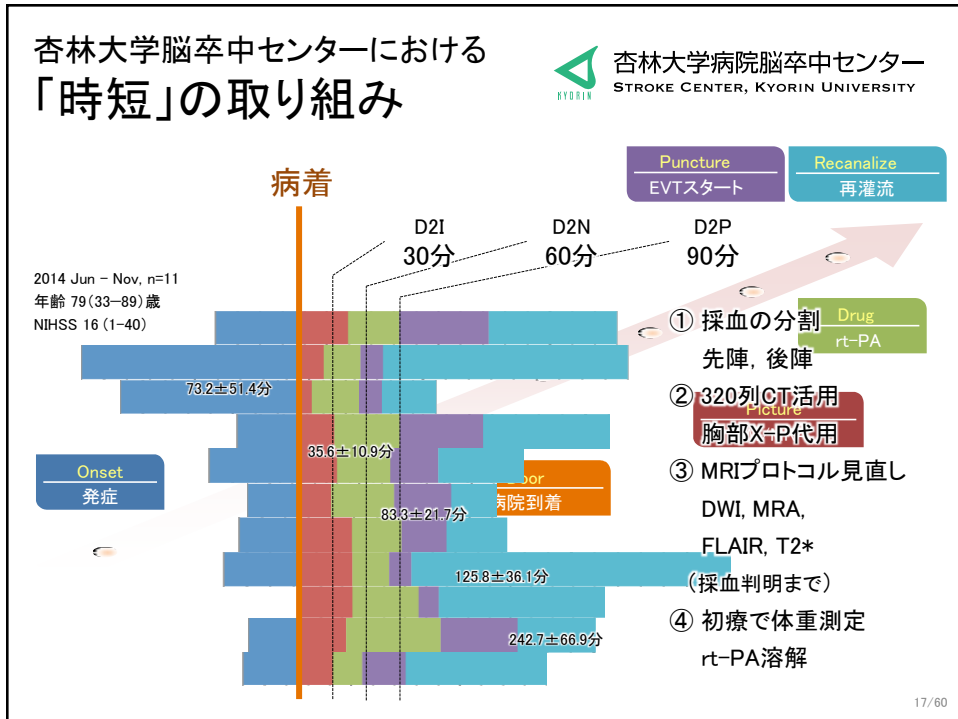 杏林大学脳卒中センターにおける
「時短」の取り組み
KYORIN
杏林大学病院脳卒中センター
STROKE CENTER, KYORIN UNIVERSITY
Puncture
EVTスタート
Recanalize
再灌流
病着
D2I
30分
D2N
60分
D2P
90分
2014 Jun – Nov, n=11
年齢 79(33–89)歳
NIHSS 16(1-40)
73.2±51.4分
35.6±10.9分
83.3±21.7分
125.8±36.1分
242.7±66.9分
Onset
発症
oor
病院到着
Drug
rt-PA
Picture
① 採血の分割
先陣, 後陣
② 320列CT活用
胸部X-P代用
③ MRIプロトコル見直し
DWI, MRA,
FLAIR, T2*
(採血判明まで)
④ 初療で体重測定
rt-PA溶解
17/60